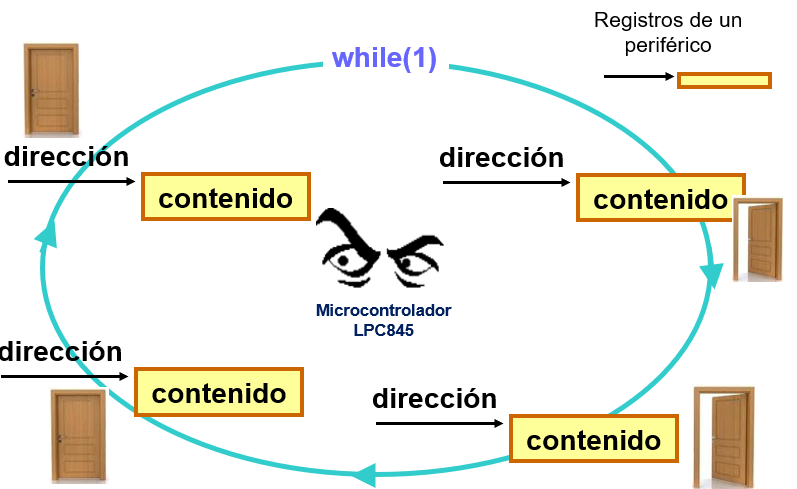 Registros de un
periférico
while(1)
dirección
contenido
dirección
contenido
Microcontrolador
LPC845
dirección
contenido
dirección
contenido